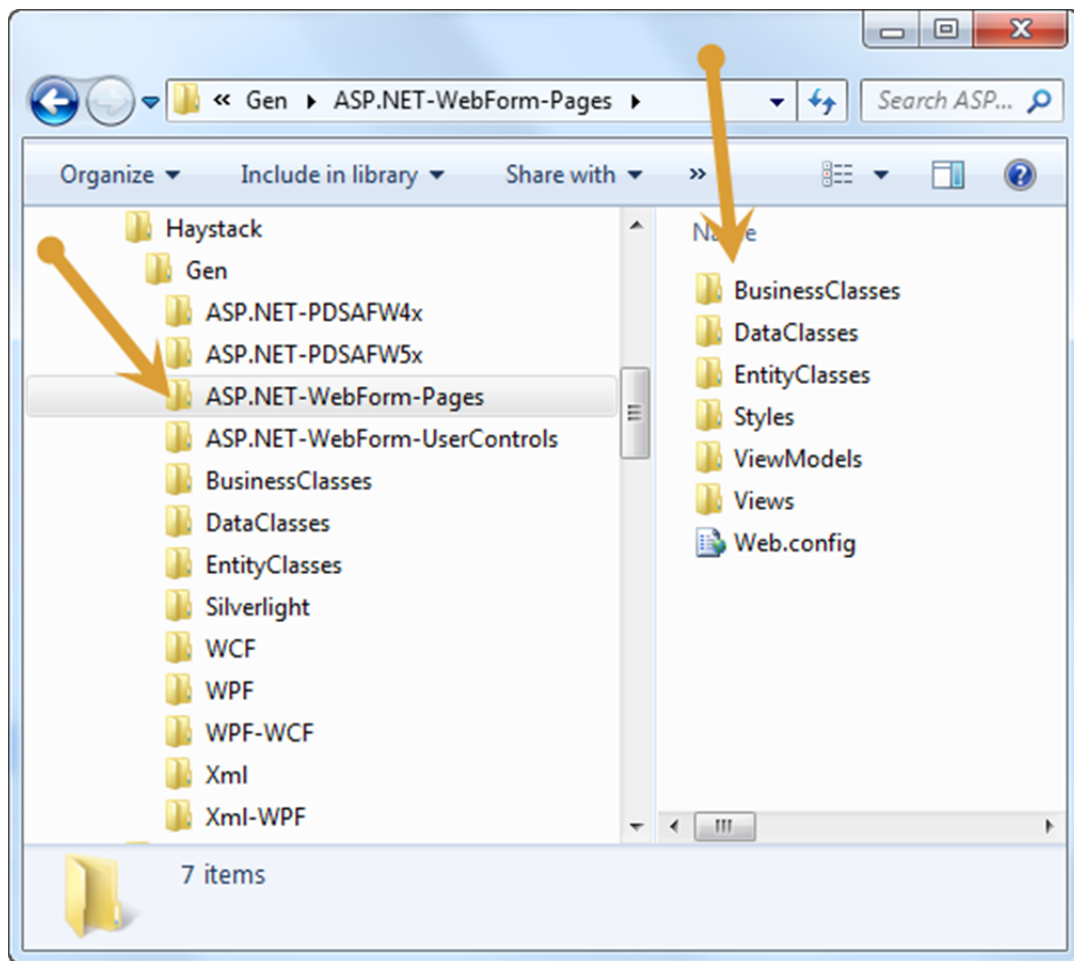 « Gen ▸ ASP.NET-WebForm-Pages ▸ Search ASP...
Organize Include in library Share with »
Haystack
Gen
ASP.NET-PDSAFW4x
ASP.NET-PDSAFW5x
ASP.NET-WebForm-Pages
ASP.NET-WebForm-UserControls
BusinessClasses
DataClasses
EntityClasses
Silverlight
WCF
WPF
WPF-WCF
Xml
Xml-WPF
Name
BusinessClasses
DataClasses
EntityClasses
Styles
ViewModels
Views
Web.config
7 items